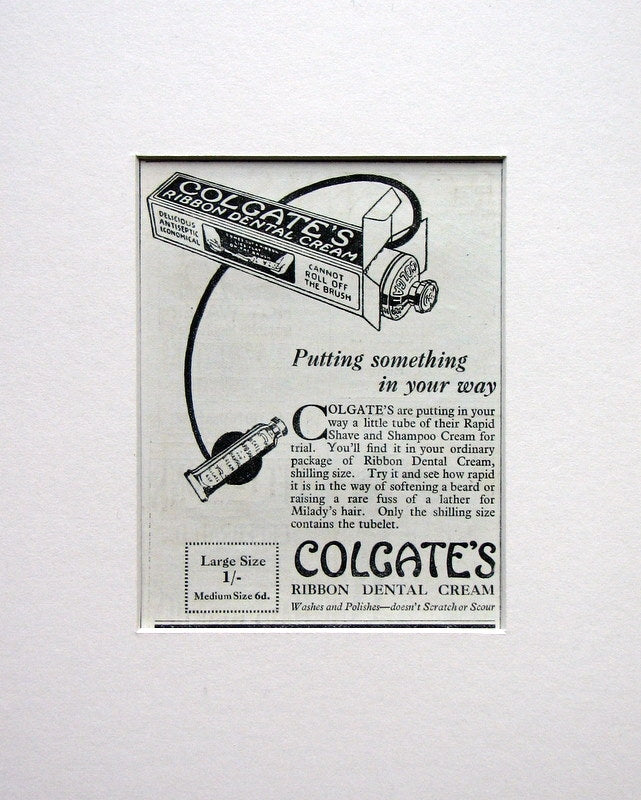 COLGATE'S
RIBBON DENTAL CREAM
DELICIOUS
ANTISEPTIC
ECONOMICAL
CANNOT
ROLL OFF
THE BRUSH
Putting something
in your way
COLGATE'S are putting in your
way a little tube of their Rapid
Shave and Shampoo Cream for
trial. You'll find it in your ordinary
package of Ribbon Dental Cream,
shilling size. Try it and see how rapid
it is in the way of softening a beard or
raising a rare fuss of a lather for
Milady's hair. Only the shilling size
contains the tubelet.
Large Size
1/-
Medium Size 6d.
COLGATE'S
RIBBON DENTAL CREAM
Washes and Polishes—doesn't Scratch or Scour